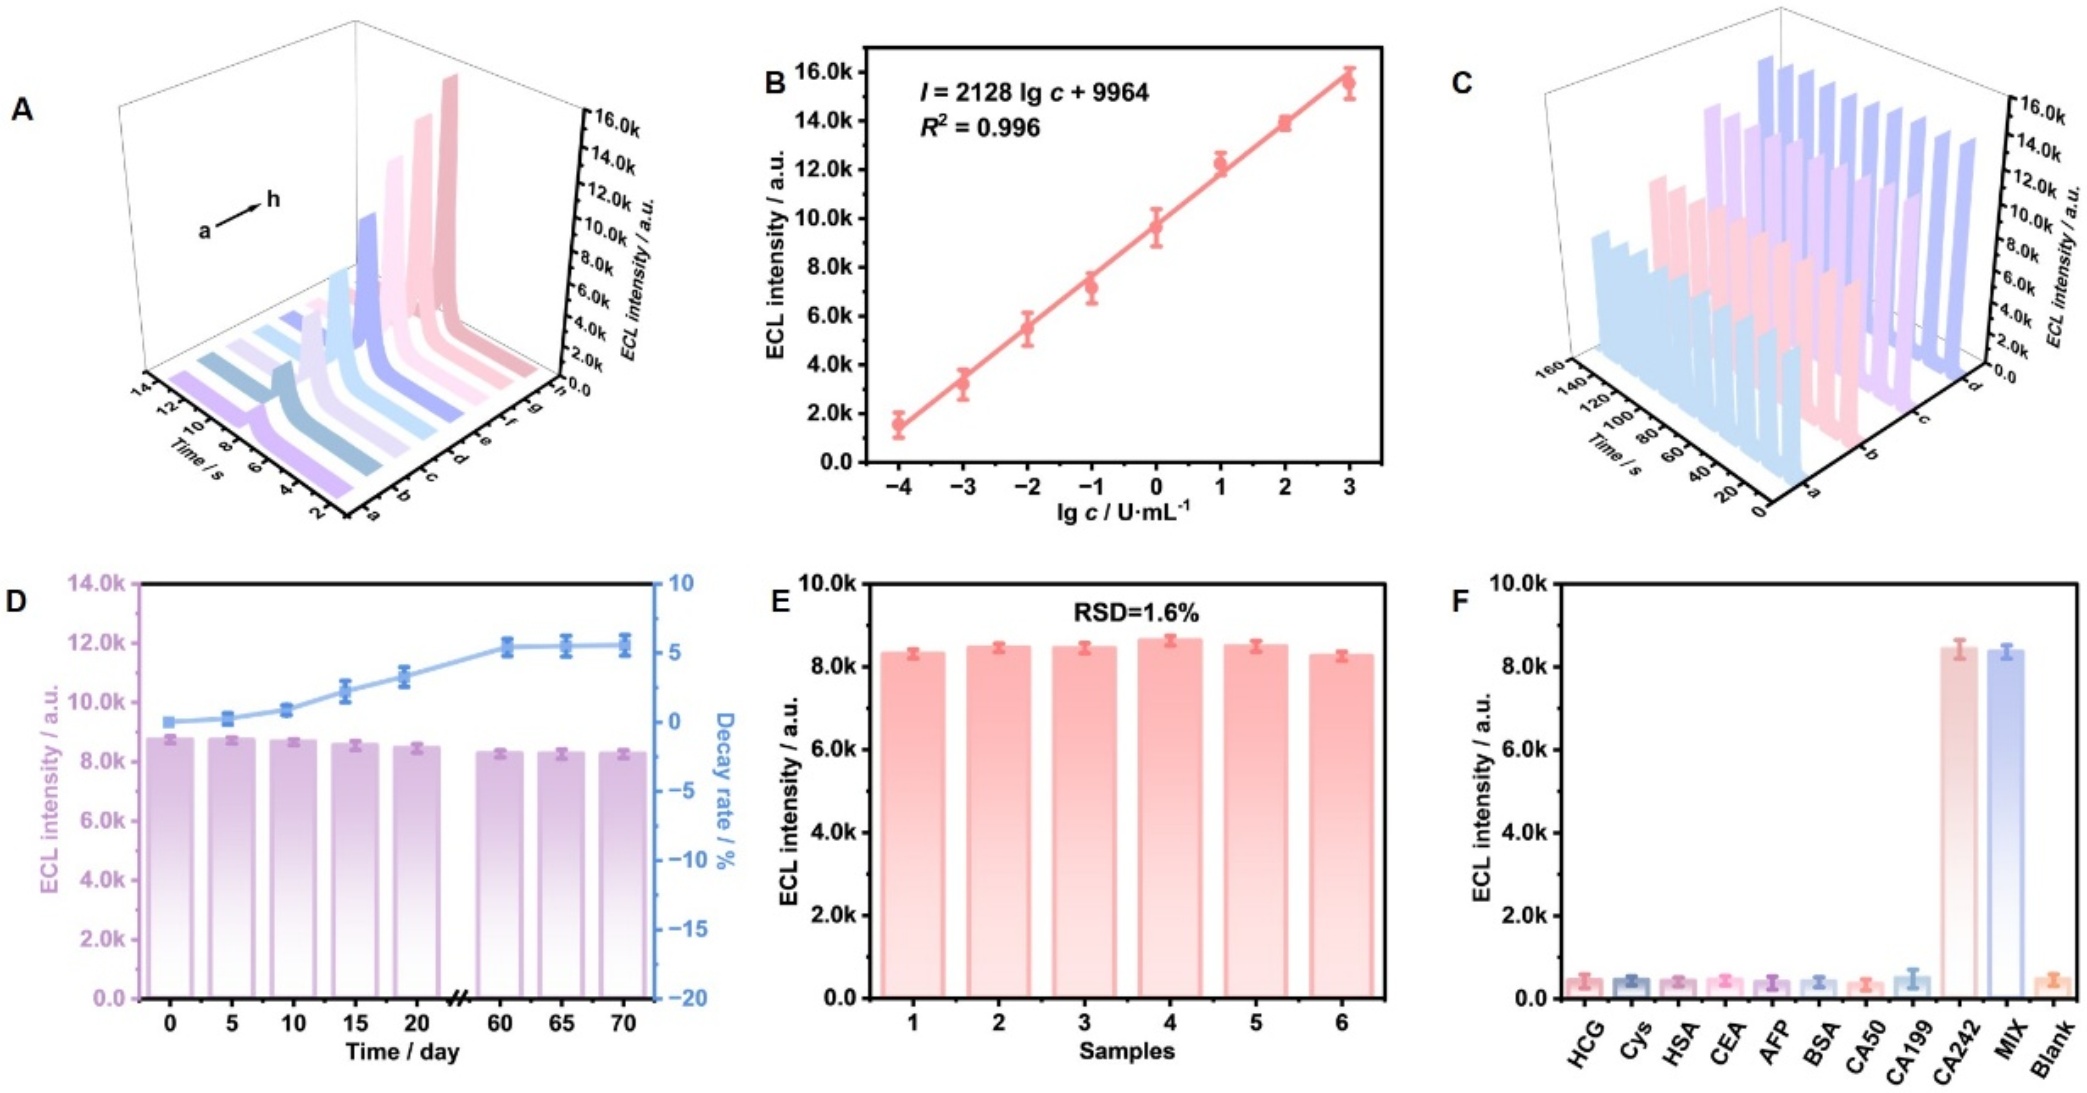 A
a
h
16.0k
14.0k
12.0k
10.0k
8.0k
6.0k
4.0k
2.0k
0.0
ECL intensity / a.u.
14
12
10
8
6
4
2
Time / s
a
b
c
d
e
f
g
h
B
I = 2128 lg c + 9964
R² = 0.996
16.0k
14.0k
12.0k
10.0k
8.0k
6.0k
4.0k
2.0k
0.0
ECL intensity / a.u.
−4 −3 −2 −1 0 1 2 3
lg c / U·mL⁻¹
C
16.0k
14.0k
12.0k
10.0k
8.0k
6.0k
4.0k
2.0k
0.0
ECL intensity / a.u.
160
140
120
100
80
60
40
20
0
Time / s
a
b
c
d
D
14.0k
12.0k
10.0k
8.0k
6.0k
4.0k
2.0k
0.0
ECL intensity / a.u.
10
5
0
−5
−10
−15
−20
Decay rate / %
0 5 10 15 20 60 65 70
Time / day
E
RSD=1.6%
10.0k
8.0k
6.0k
4.0k
2.0k
0.0
ECL intensity / a.u.
1 2 3 4 5 6
Samples
F
10.0k
8.0k
6.0k
4.0k
2.0k
0.0
ECL intensity / a.u.
HCG Cys HSA CEA AFP BSA CA50 CA199 CA242 MIX Blank